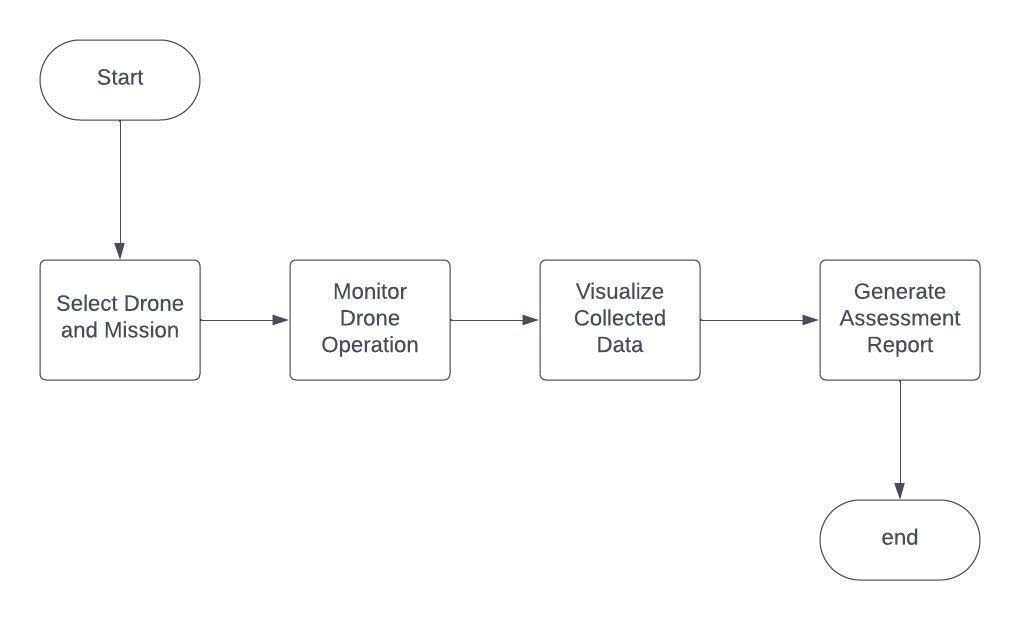 Start
Select Drone
and Mission
Monitor
Drone
Operation
Visualize
Collected
Data
Generate
Assessment
Report
end